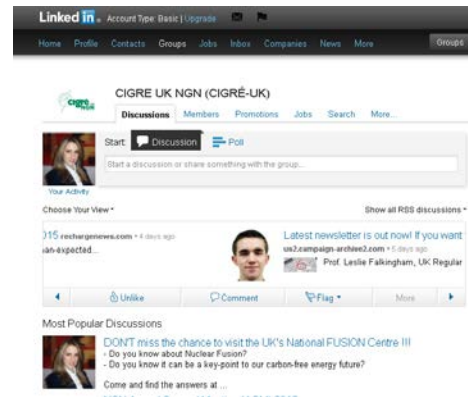 Linked in. Account Type: Basic | Upgrade
Home Profile Contacts Groups Jobs Inbox Companies News More Groups
CIGRE UK NGN (CIGRÉ-UK)
cigre NGN
Discussions Members Promotions Jobs Search More...
Start: Discussion Poll
Start a discussion or share something with the group...
Your Activity
Choose Your View Show all RSS discussions
015 rechargenews.com • 4 days ago
an-expected...
Latest newsletter is out now! If you want
us2.campaign-archive2.com • 5 days ago
Prof. Leslie Falkingham, UK Regular
Unlike Comment Flag More
Most Popular Discussions
DON'T miss the chance to visit the UK's National FUSION Centre !!!
- Do you know about Nuclear Fusion?
- Do you know it can be a key-point to our carbon-free energy future?
Come and find the answers at ...